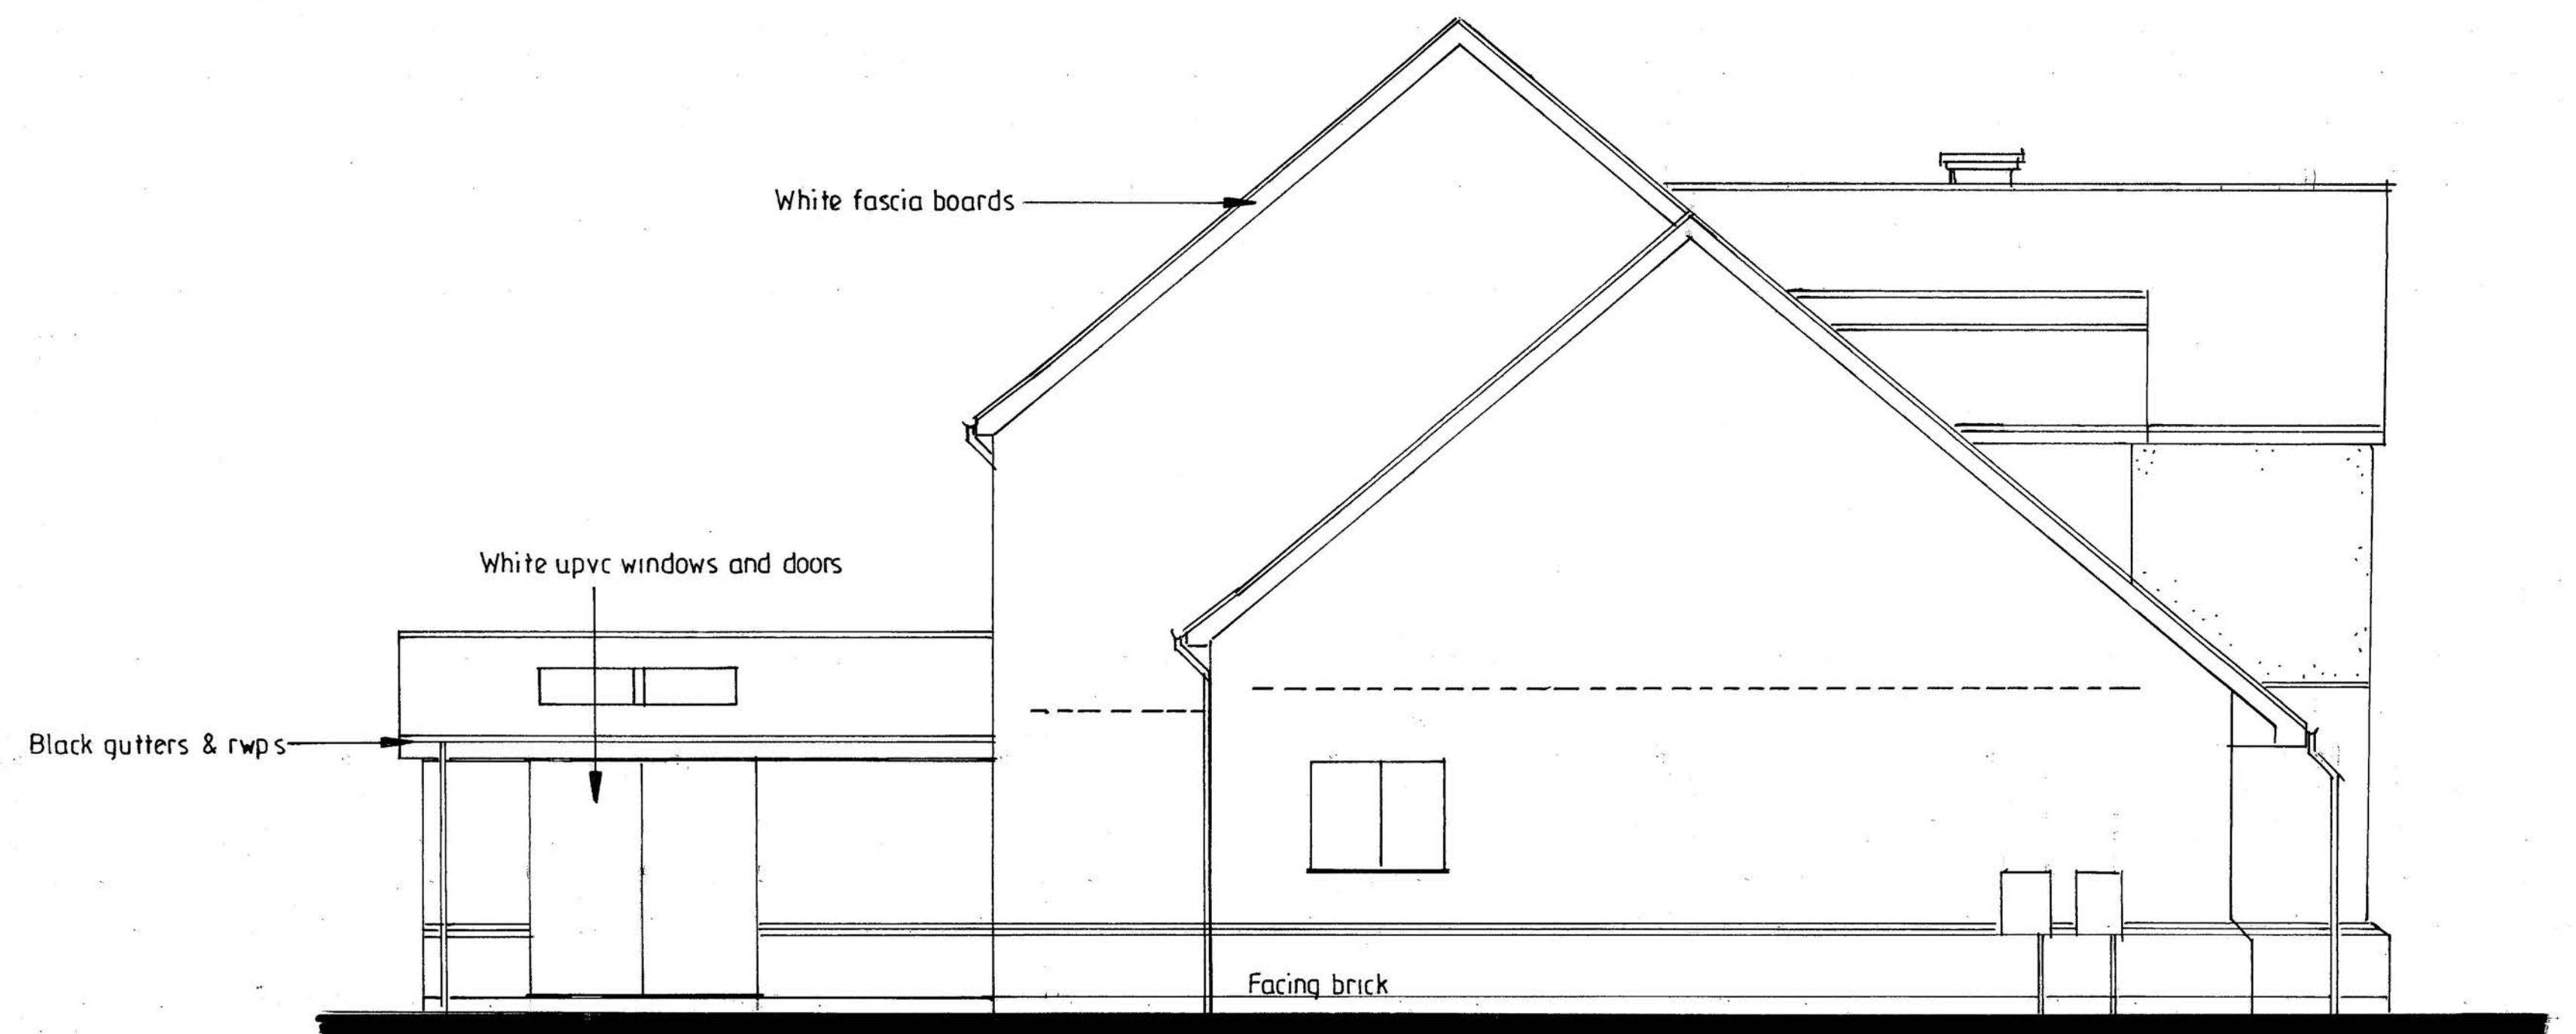 White fascia boards
White upvc windows and doors
Black gutters & rwps
Facing brick